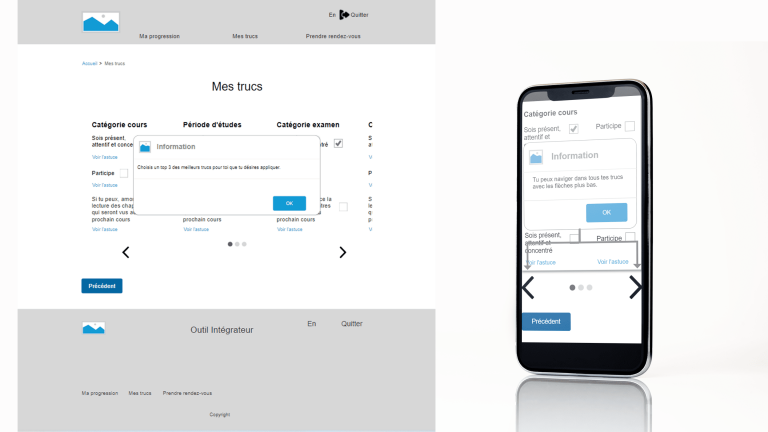 En Quitter
Ma progression Mes trucs Prendre rendez-vous
Accueil > Mes trucs
Mes trucs
Catégorie cours Période d'études Catégorie examen C
Sois présent,
attentif et conce
Voir l'astuce
Participe
Voir l'astuce
Si tu peux, amo
lecture des chap
qui seront vus a
prochain cours prochain cours prochain cours
Voir l'astuce Voir l'astuce Voir l'astuce
Information
Choisis un top 3 des meilleurs trucs pour toi que tu désires appliquer.
OK
Précédent
Outil Intégrateur
En Quitter
Ma progression Mes trucs Prendre rendez-vous
Copyright
Catégorie cours
Sois présent,
attentif et
Participe
Information
Tu peux naviguer dans tous tes trucs
avec les flèches plus bas.
OK
Sois présent,
attentif et
concentré
Participe
Voir l'astuce Voir l'astuce
Précédent